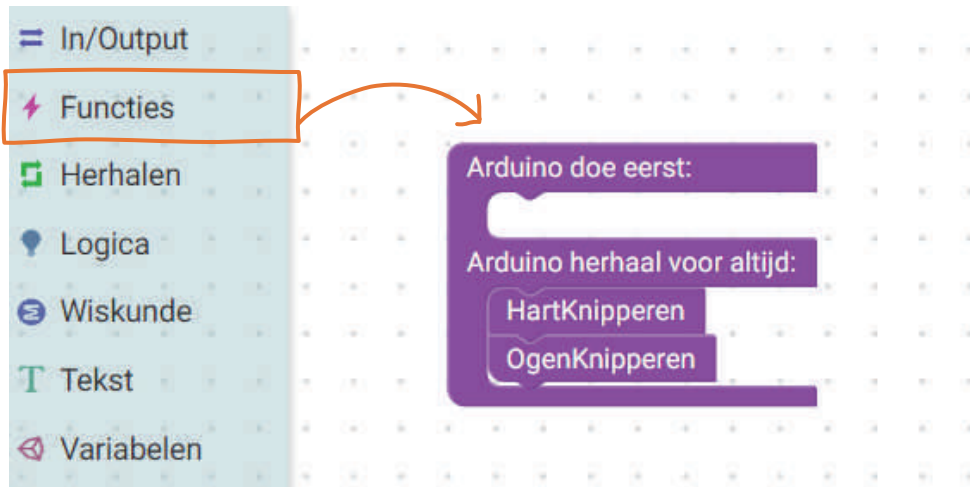 In/Output
Functies
Herhalen
Logica
Wiskunde
Tekst
Variabelen
Arduino doe eerst:
Arduino herhaal voor altijd:
HartKnipperen
OgenKnipperen